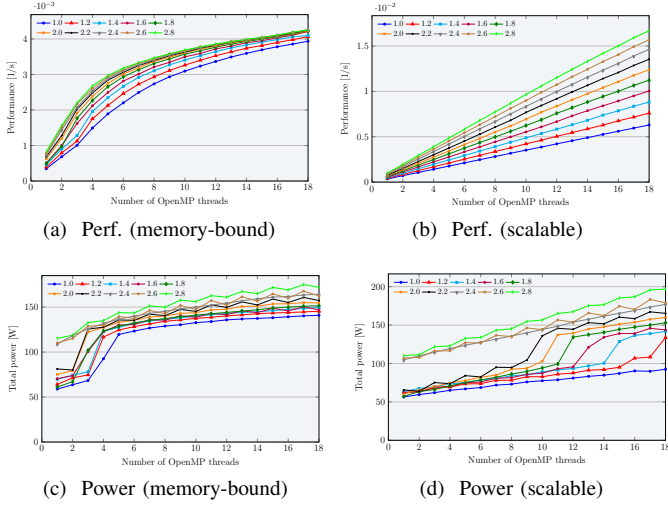 ·10⁻³
1.0 1.2 1.4 1.6 1.8
2.0 2.2 2.4 2.6 2.8
4
3
2
1
0
Performance [1/s]
0 2 4 6 8 10 12 14 16 18
Number of OpenMP threads
(a) Perf. (memory-bound)
·10⁻²
1.0 1.2 1.4 1.6 1.8
2.0 2.2 2.4 2.6 2.8
1.5
1
0.5
0
Performance [1/s]
0 2 4 6 8 10 12 14 16 18
Number of OpenMP threads
(b) Perf. (scalable)
1.0 1.2 1.4 1.6 1.8
2.0 2.2 2.4 2.6 2.8
150
100
50
0
Total power [W]
0 2 4 6 8 10 12 14 16 18
Number of OpenMP threads
(c) Power (memory-bound)
1.0 1.2 1.4 1.6 1.8
2.0 2.2 2.4 2.6 2.8
200
150
100
50
0
Total power [W]
0 2 4 6 8 10 12 14 16 18
Number of OpenMP threads
(d) Power (scalable)